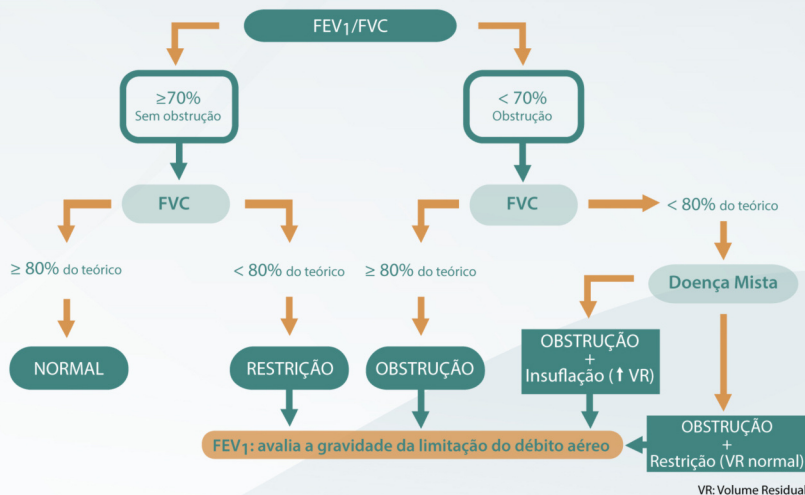 FEV1/FVC
≥70%
Sem obstrução
< 70%
Obstrução
FVC
FVC
< 80% do teórico
≥ 80% do teórico
< 80% do teórico
≥ 80% do teórico
Doença Mista
NORMAL
RESTRIÇÃO
OBSTRUÇÃO
OBSTRUÇÃO
+
Insuflação (↑ VR)
FEV1: avalia a gravidade da limitação do débito aéreo
OBSTRUÇÃO
+
Restrição (VR normal)
VR: Volume Residual